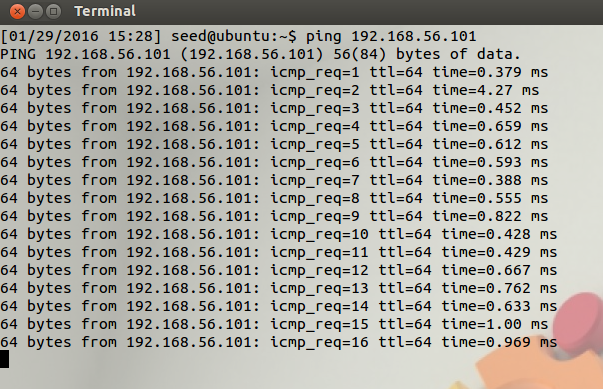 Terminal
[01/29/2016 15:28] seed@ubuntu:~$ ping 192.168.56.101
PING 192.168.56.101 (192.168.56.101) 56(84) bytes of data.
64 bytes from 192.168.56.101: icmp_req=1 ttl=64 time=0.379 ms
64 bytes from 192.168.56.101: icmp_req=2 ttl=64 time=4.27 ms
64 bytes from 192.168.56.101: icmp_req=3 ttl=64 time=0.452 ms
64 bytes from 192.168.56.101: icmp_req=4 ttl=64 time=0.659 ms
64 bytes from 192.168.56.101: icmp_req=5 ttl=64 time=0.612 ms
64 bytes from 192.168.56.101: icmp_req=6 ttl=64 time=0.593 ms
64 bytes from 192.168.56.101: icmp_req=7 ttl=64 time=0.388 ms
64 bytes from 192.168.56.101: icmp_req=8 ttl=64 time=0.555 ms
64 bytes from 192.168.56.101: icmp_req=9 ttl=64 time=0.822 ms
64 bytes from 192.168.56.101: icmp_req=10 ttl=64 time=0.428 ms
64 bytes from 192.168.56.101: icmp_req=11 ttl=64 time=0.429 ms
64 bytes from 192.168.56.101: icmp_req=12 ttl=64 time=0.667 ms
64 bytes from 192.168.56.101: icmp_req=13 ttl=64 time=0.762 ms
64 bytes from 192.168.56.101: icmp_req=14 ttl=64 time=0.633 ms
64 bytes from 192.168.56.101: icmp_req=15 ttl=64 time=1.00 ms
64 bytes from 192.168.56.101: icmp_req=16 ttl=64 time=0.969 ms